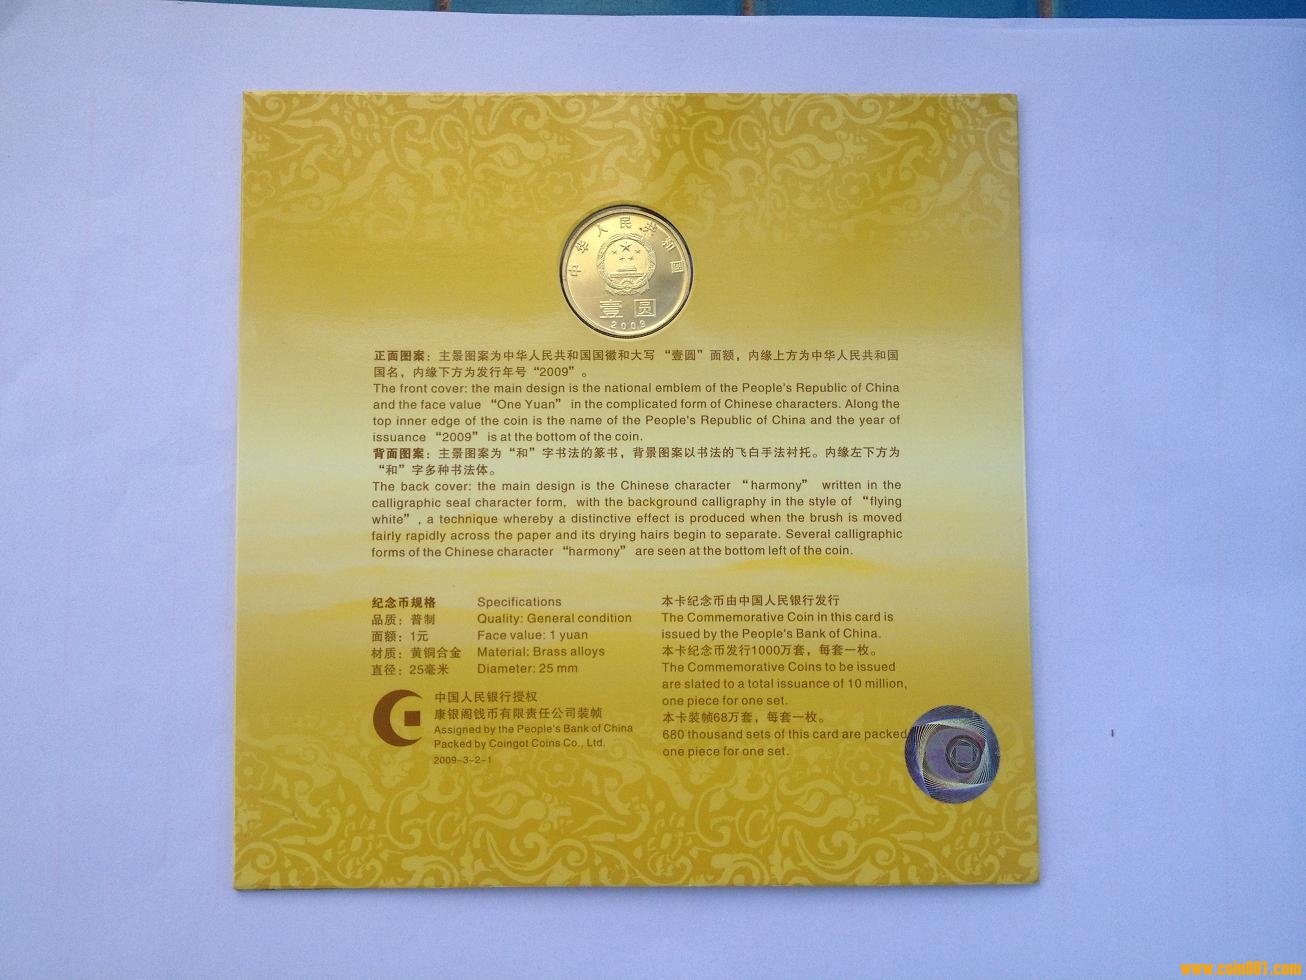 中华人民共和国
壹圆
2009
正面图案：主景图案为中华人民共和国国徽和大写“壹圆”面额，内缘上方为中华人民共和国
国名，内缘下方为发行年号“2009”。
The front cover: the main design is the national emblem of the People's Republic of China
and the face value “One Yuan” in the complicated form of Chinese characters. Along the
top inner edge of the coin is the name of the People's Republic of China and the year of
issuance “2009” is at the bottom of the coin.
背面图案：主景图案为“和”字书法的篆书，背景图案以书法的飞白手法衬托。内缘左下方为
“和”字多种书法体。
The back cover: the main design is the Chinese character “harmony” written in the
calligraphic seal character form, with the background calligraphy in the style of “flying
white”, a technique whereby a distinctive effect is produced when the brush is moved
fairly rapidly across the paper and its drying hairs begin to separate. Several calligraphic
forms of the Chinese character “harmony” are seen at the bottom left of the coin.
纪念币规格 Specifications
品质：普制 Quality: General condition
面额：1元 Face value: 1 yuan
材质：黄铜合金 Material: Brass alloys
直径：25毫米 Diameter: 25 mm
中国人民银行授权
康银阁钱币有限责任公司装帧
Assigned by the People's Bank of China
Packed by Coingot Coins Co., Ltd.
2009-3-2-1
本卡纪念币由中国人民银行发行
The Commemorative Coin in this card is
issued by the People's Bank of China.
本卡纪念币发行1000万套，每套一枚。
The Commemorative Coins to be issued
are slated to a total issuance of 10 million,
one piece for one set.
本卡装帧68万套，每套一枚。
680 thousand sets of this card are packed
one piece for one set.
www.coin001.com